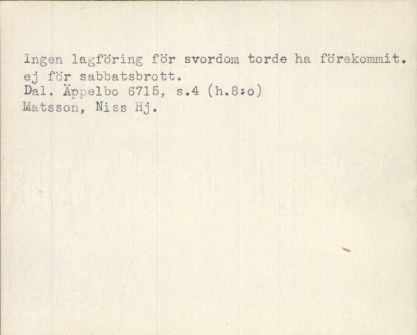 Ingen lagföring för svordom torde ha förekommit.
ej för sabbatsbrott.
Dal. Äppelbo 6715, s.4 (h.8:o)
Matsson, Niss Hj.